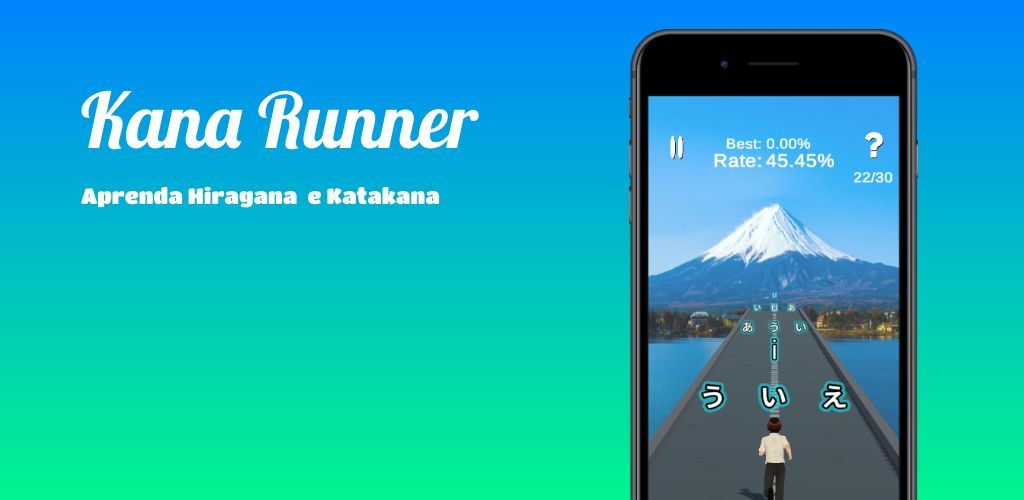 Kana Runner
Aprenda Hiragana e Katakana
Best: 0.00%
Rate: 45.45%
?
22/30
u
い せ あ
あ う い
i
う い え